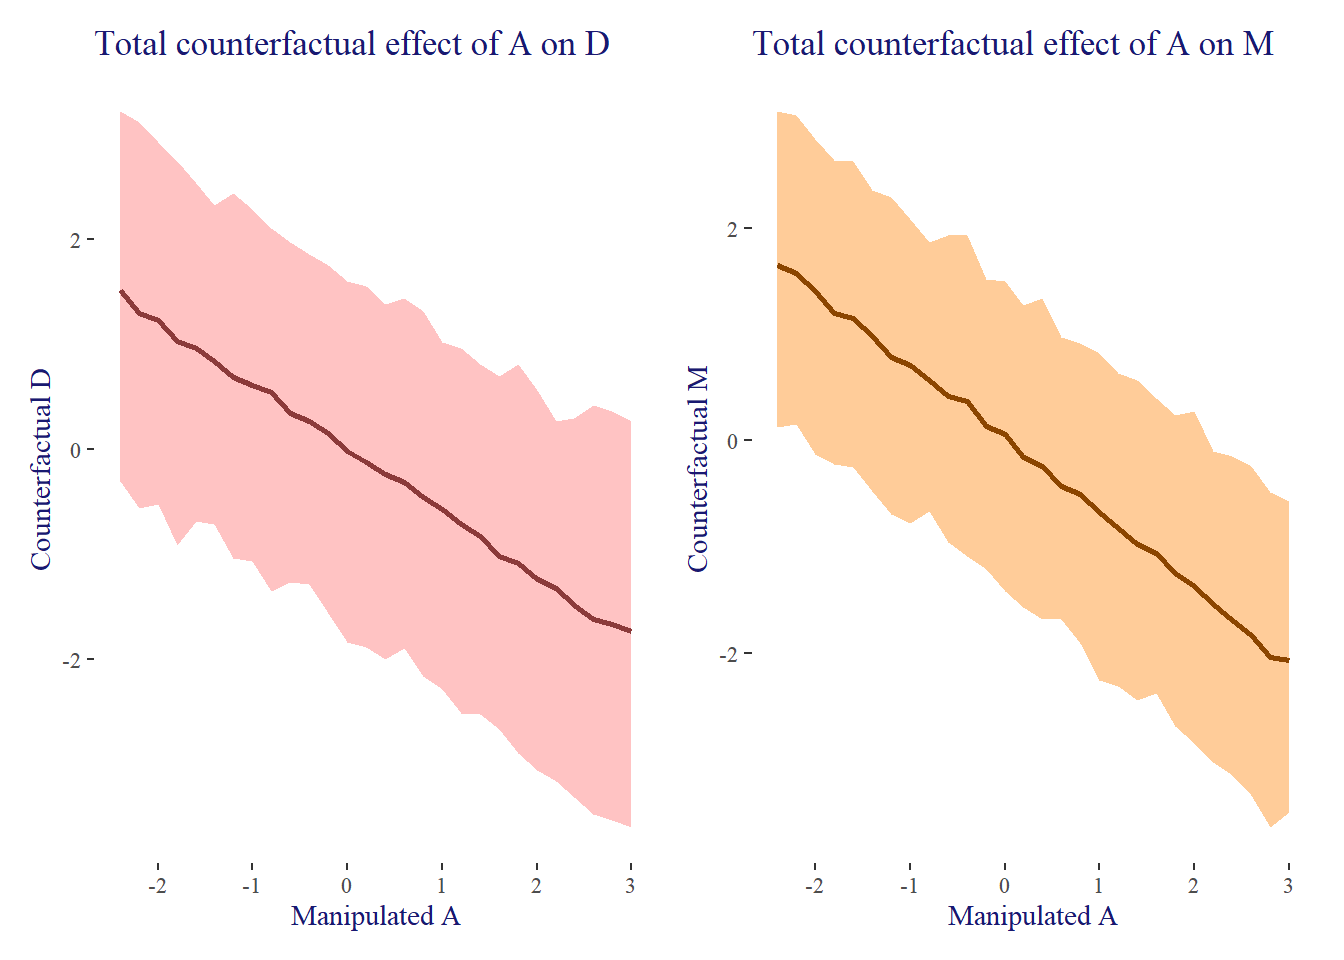 Total counterfactual effect of A on D
Counterfactual D
2
0
-2
-2 -1 0 1 2 3
Manipulated A
Total counterfactual effect of A on M
Counterfactual M
2
0
-2
-2 -1 0 1 2 3
Manipulated A